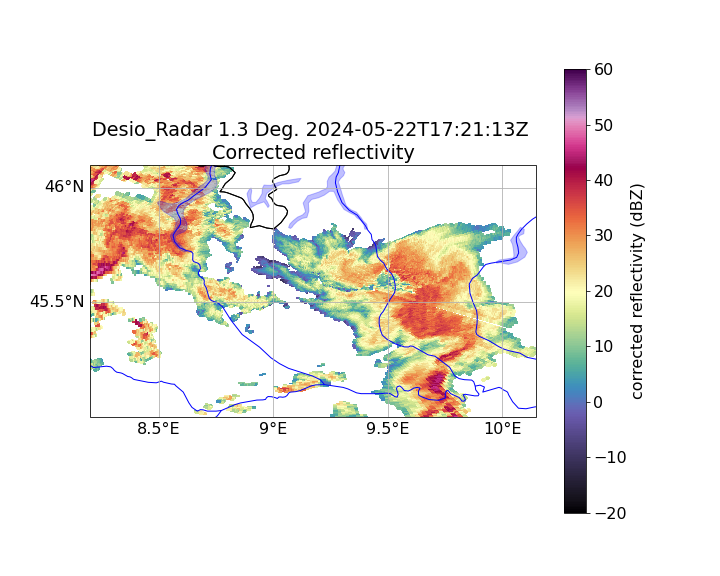 Desio_Radar 1.3 Deg. 2024-05-22T17:21:13Z
Corrected reflectivity
46°N
45.5°N
8.5°E
9°E
9.5°E
10°E
60
50
40
30
20
10
0
−10
−20
corrected reflectivity (dBZ)